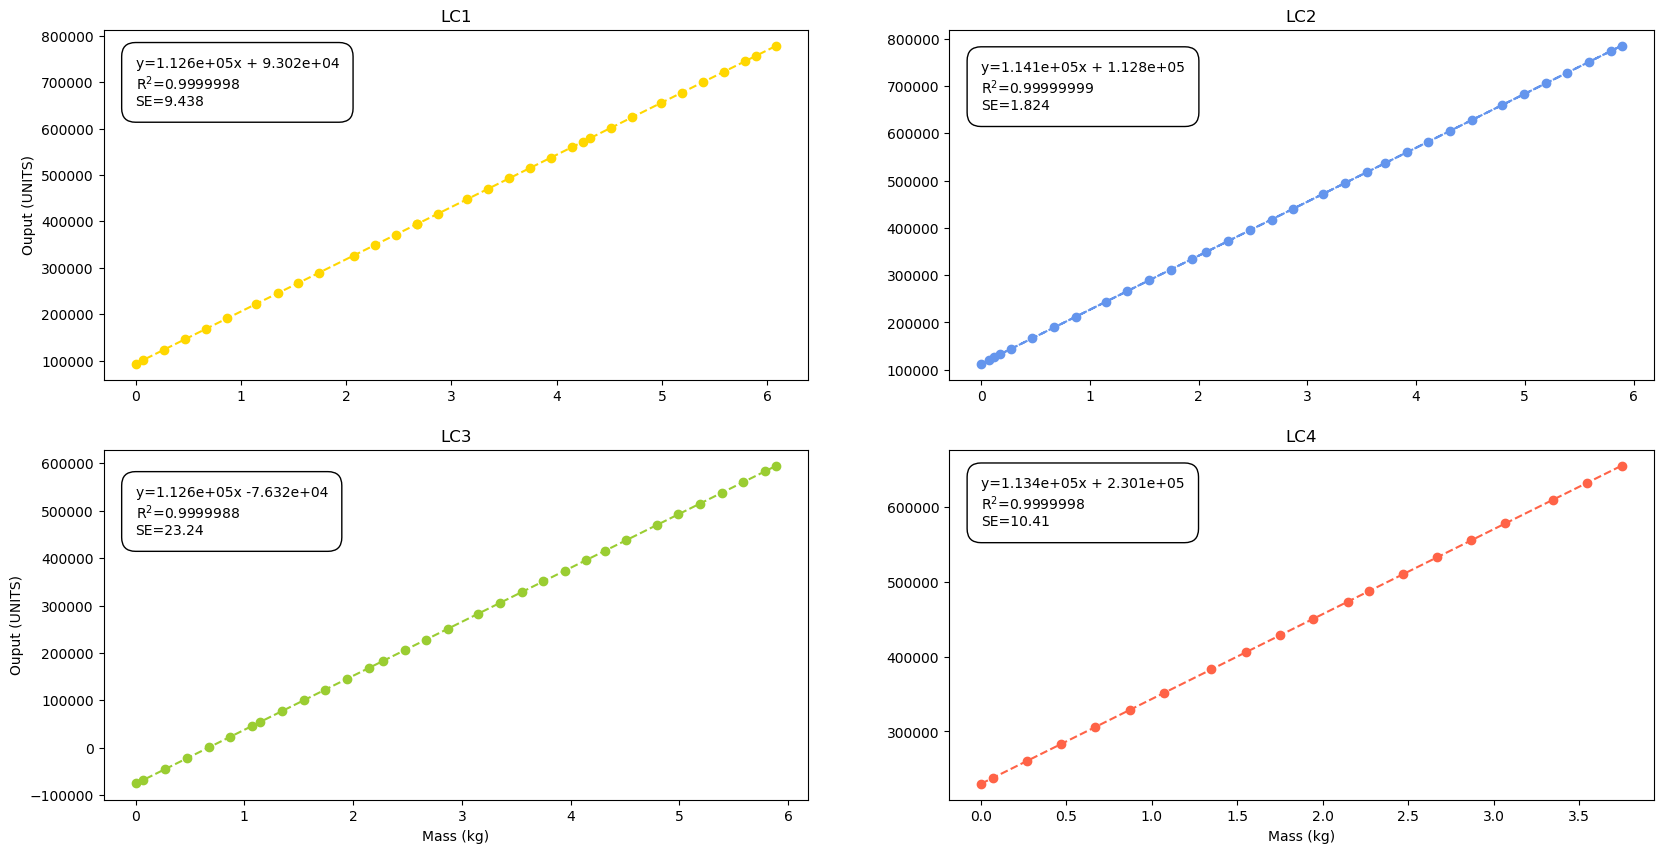 LC1
800000
700000
600000
500000
400000
300000
200000
100000
Ouput (UNITS)
y=1.126e+05x + 9.302e+04
R²=0.9999998
SE=9.438
0 1 2 3 4 5 6
LC2
800000
700000
600000
500000
400000
300000
200000
100000
y=1.141e+05x + 1.128e+05
R²=0.99999999
SE=1.824
0 1 2 3 4 5 6
LC3
600000
500000
400000
300000
200000
100000
0
−100000
Ouput (UNITS)
y=1.126e+05x -7.632e+04
R²=0.9999988
SE=23.24
0 1 2 3 4 5 6
Mass (kg)
LC4
600000
500000
400000
300000
y=1.134e+05x + 2.301e+05
R²=0.9999998
SE=10.41
0.0 0.5 1.0 1.5 2.0 2.5 3.0 3.5
Mass (kg)